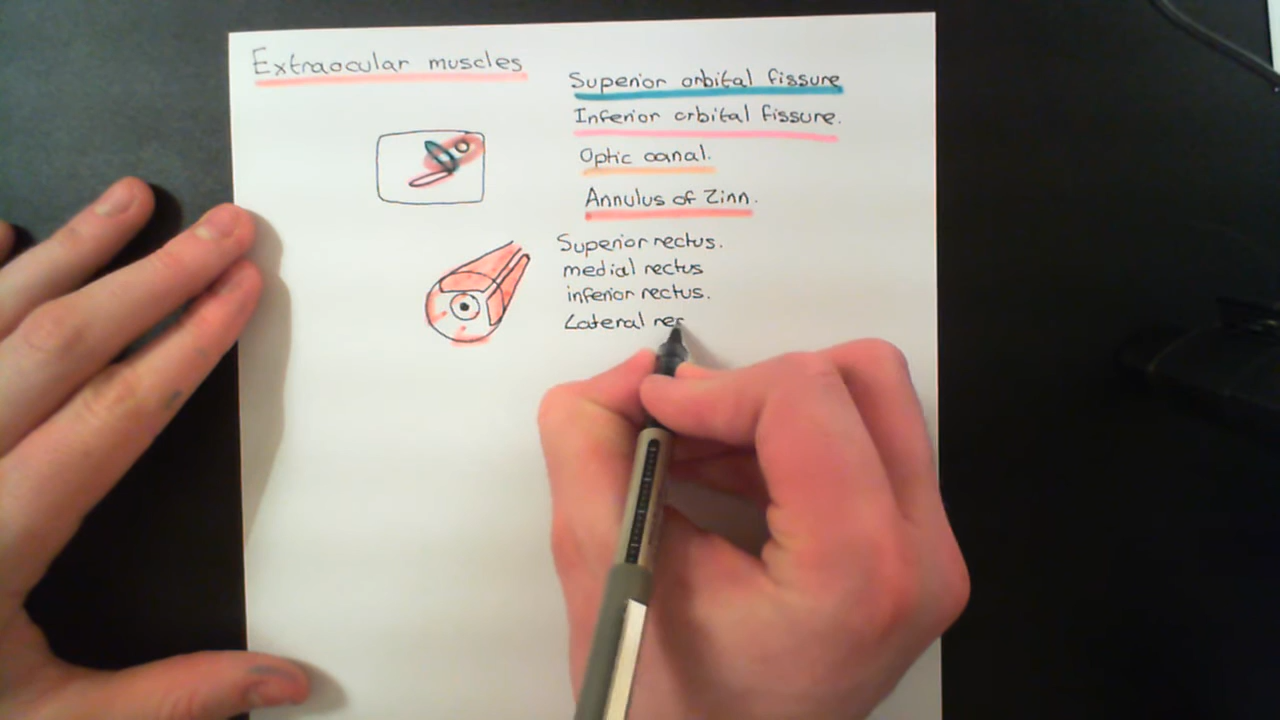 Extraocular muscles
Superior orbital fissure
Inferior orbital fissure.
Optic canal.
Annulus of Zinn.
Superior rectus.
medial rectus
inferior rectus.
Lateral rec